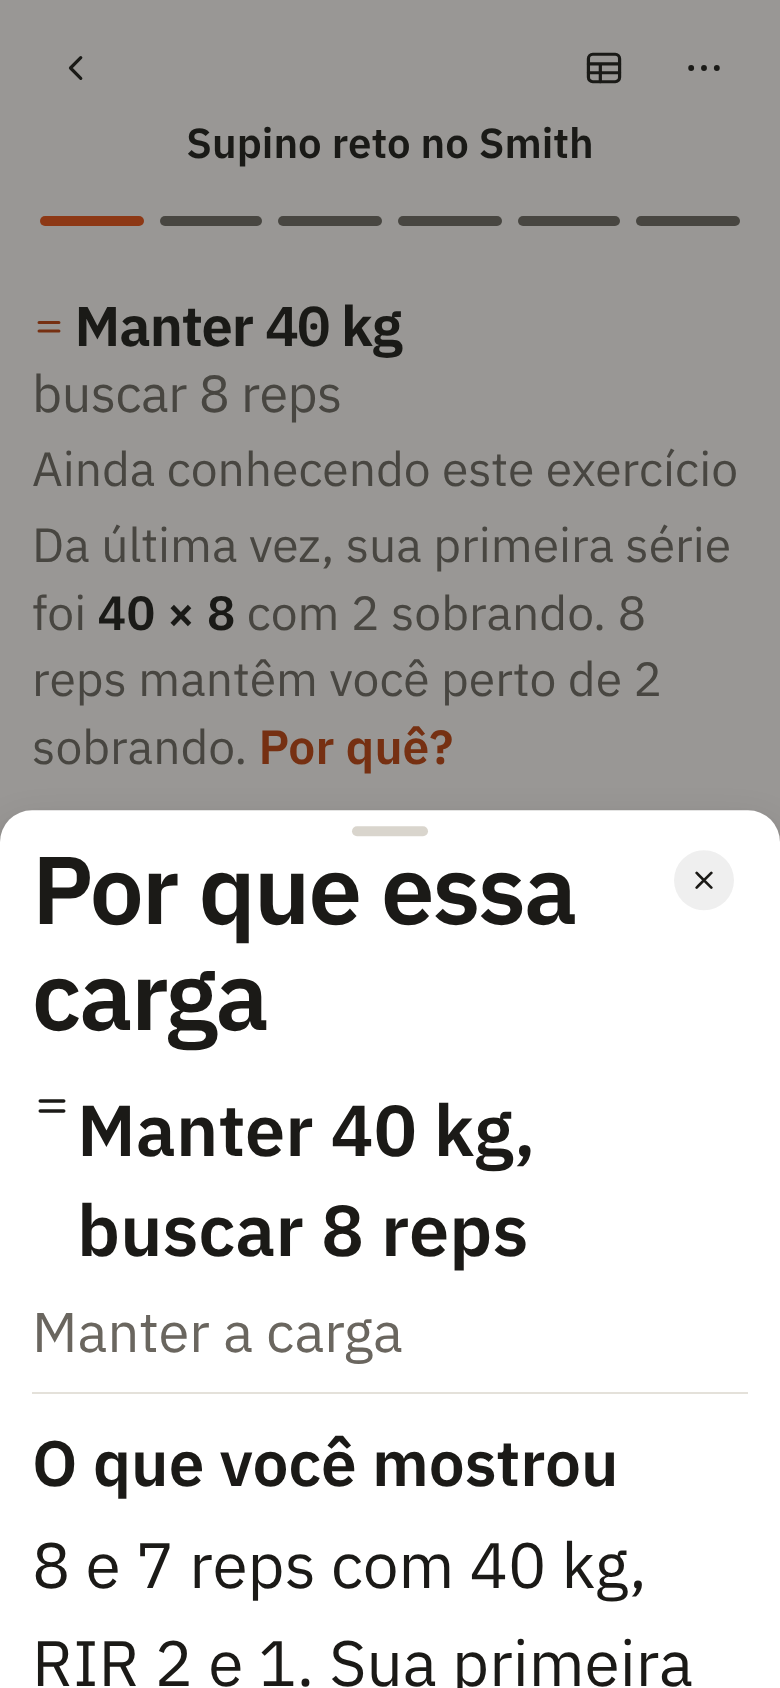 Supino reto no Smith
= Manter 40 kg
buscar 8 reps
Ainda conhecendo este exercício
Da última vez, sua primeira série
foi 40 × 8 com 2 sobrando. 8
reps mantêm você perto de 2
sobrando. Por quê?
Por que essa
carga
= Manter 40 kg,
buscar 8 reps
Manter a carga
O que você mostrou
8 e 7 reps com 40 kg,
RIR 2 e 1. Sua primeira